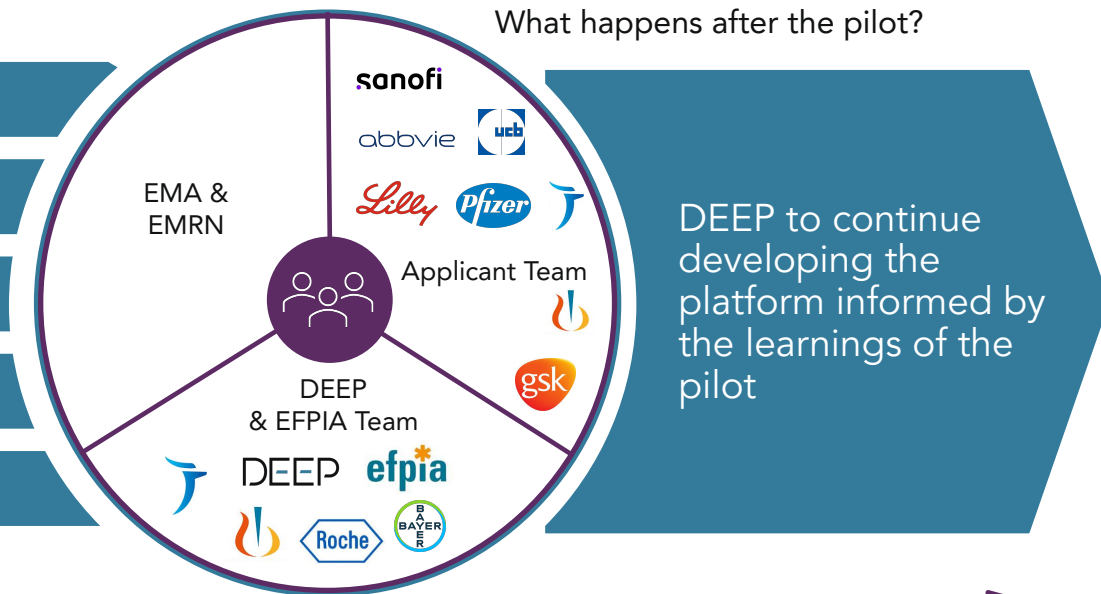 What happens after the pilot?
sanofi
abbvie
ucb
Lilly
Pfizer
EMA &
EMRN
Applicant Team
gsk
DEEP
& EFPIA Team
DEEP
efpia
Roche
BAYER
BAYER
DEEP to continue
developing the
platform informed by
the learnings of the
pilot